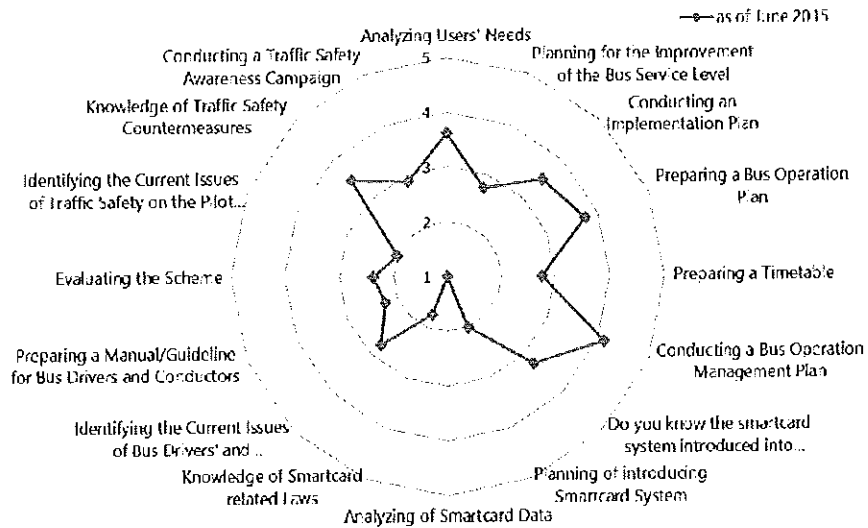 as of June 2015
Analyzing Users' Needs
Planning for the Improvement
of the Bus Service Level
Conducting an
Implementation Plan
Preparing a Bus Operation
Plan
Preparing a Timetable
Conducting a Bus Operation
Management Plan
Do you know the smartcard
system introduced into...
Planning of introducing
Smartcard System
Analyzing of Smartcard Data
Knowledge of Smartcard
related Laws
Identifying the Current Issues
of Bus Drivers' and ...
Preparing a Manual/Guideline
for Bus Drivers and Conductors
Evaluating the Scheme
Identifying the Current Issues
of Traffic Safety on the Pilot...
Knowledge of Traffic Safety
Countermeasures
Conducting a Traffic Safety
Awareness Campaign
5
4
3
2
1